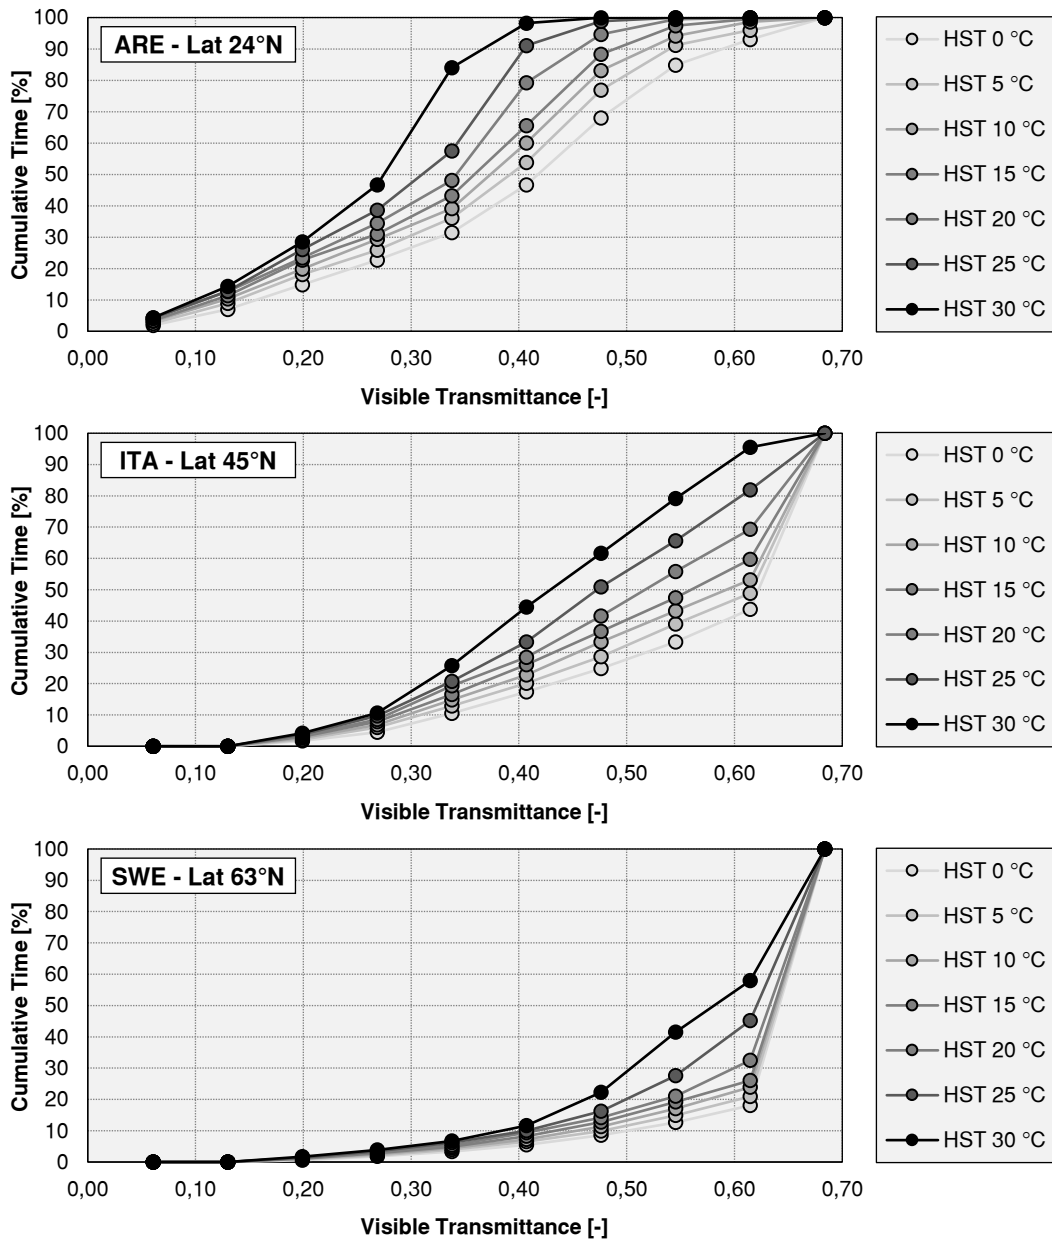 ARE - Lat 24°N
Cumulative Time [%]
100
90
80
70
60
50
40
30
20
10
0
0,00 0,10 0,20 0,30 0,40 0,50 0,60 0,70
Visible Transmittance [-]
HST 0 °C
HST 5 °C
HST 10 °C
HST 15 °C
HST 20 °C
HST 25 °C
HST 30 °C
ITA - Lat 45°N
Cumulative Time [%]
100
90
80
70
60
50
40
30
20
10
0
0,00 0,10 0,20 0,30 0,40 0,50 0,60 0,70
Visible Transmittance [-]
HST 0 °C
HST 5 °C
HST 10 °C
HST 15 °C
HST 20 °C
HST 25 °C
HST 30 °C
SWE - Lat 63°N
Cumulative Time [%]
100
90
80
70
60
50
40
30
20
10
0
0,00 0,10 0,20 0,30 0,40 0,50 0,60 0,70
Visible Transmittance [-]
HST 0 °C
HST 5 °C
HST 10 °C
HST 15 °C
HST 20 °C
HST 25 °C
HST 30 °C